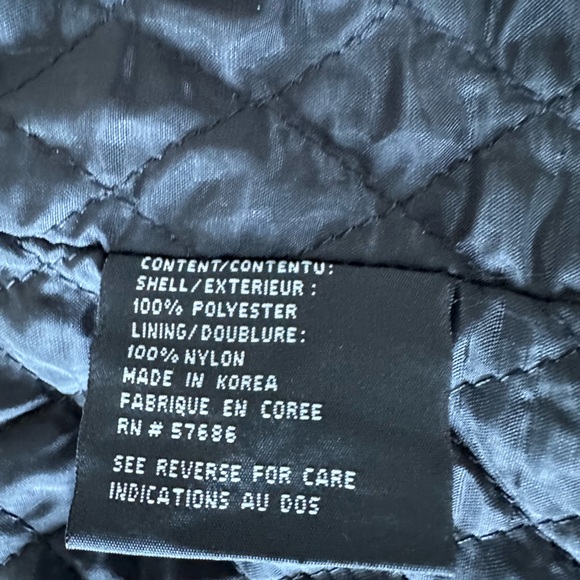 CONTENT/CONTENTU:
SHELL/EXTERIEUR:
100% POLYESTER
LINING/DOUBLURE:
100% NYLON
MADE IN KOREA
FABRIQUE EN COREE
RN # 57686
SEE REVERSE FOR CARE
INDICATIONS AU DOS